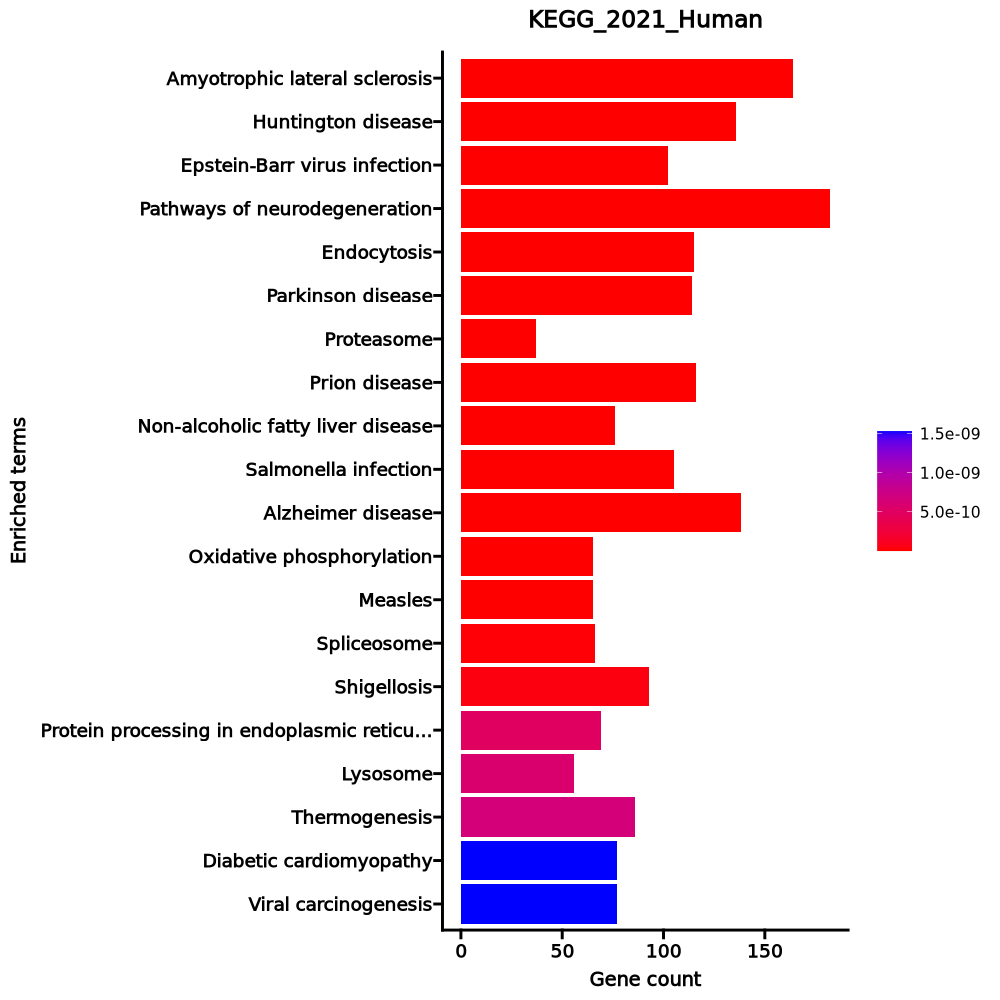 KEGG_2021_Human
Amyotrophic lateral sclerosis
Huntington disease
Epstein-Barr virus infection
Pathways of neurodegeneration
Endocytosis
Parkinson disease
Proteasome
Prion disease
Non-alcoholic fatty liver disease
Salmonella infection
Alzheimer disease
Oxidative phosphorylation
Measles
Spliceosome
Shigellosis
Protein processing in endoplasmic reticu...
Lysosome
Thermogenesis
Diabetic cardiomyopathy
Viral carcinogenesis
Enriched terms
0 50 100 150
Gene count
1.5e-09
1.0e-09
5.0e-10